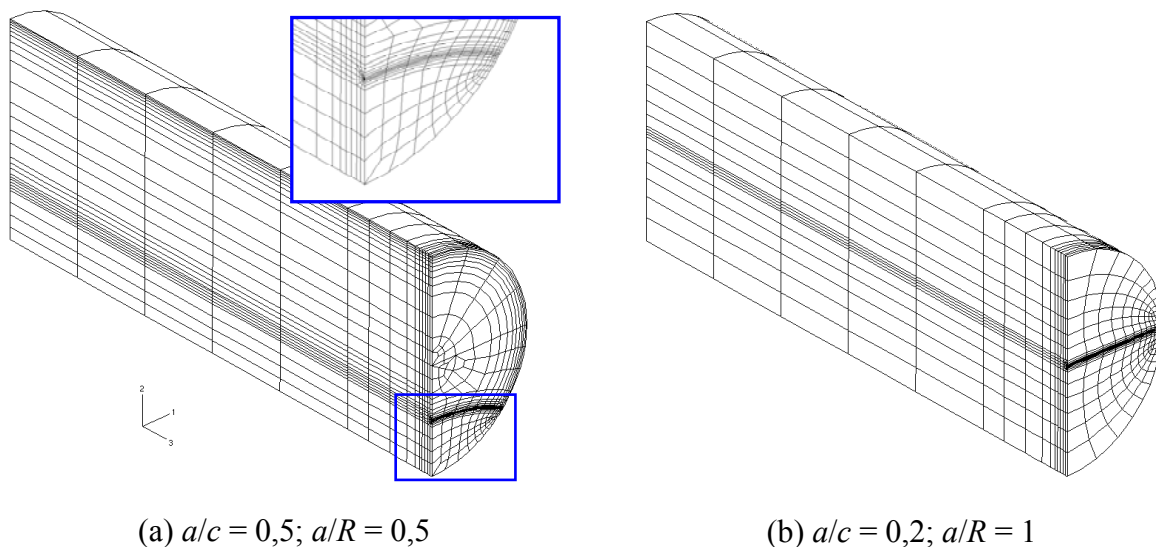 2
1
3
(a) a/c = 0,5; a/R = 0,5
(b) a/c = 0,2; a/R = 1